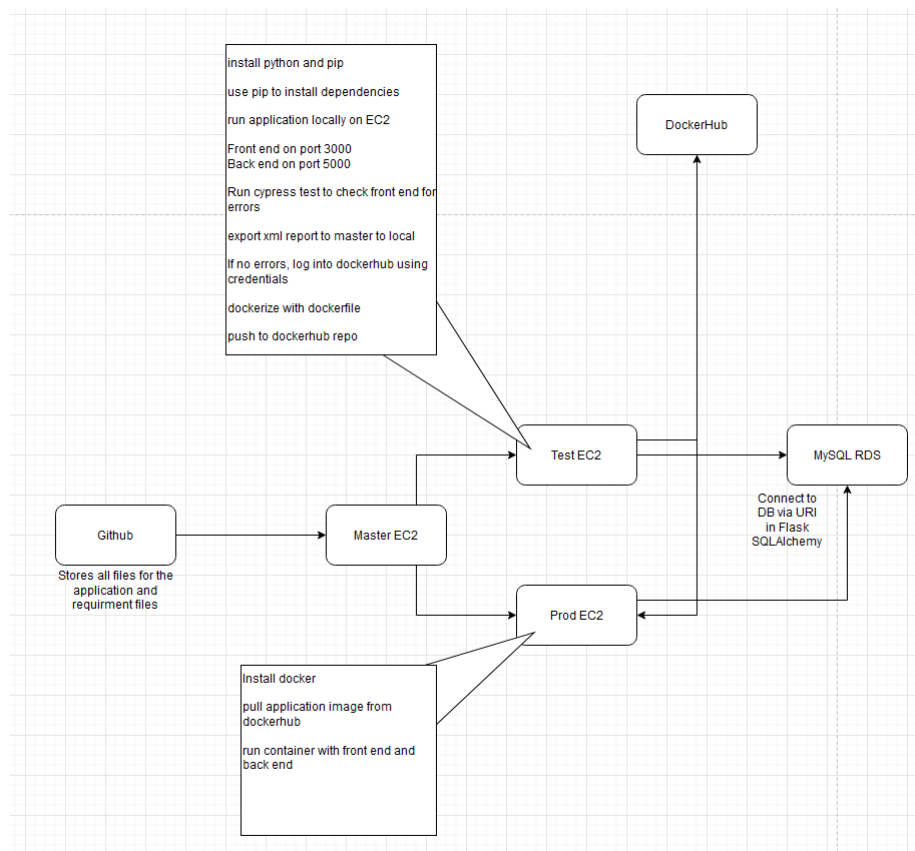 install python and pip
use pip to install dependencies
run application locally on EC2
Front end on port 3000
Back end on port 5000
Run cypress test to check front end for
errors
export xml report to master to local
If no errors, log into dockerhub using
credentials
dockerize with dockerfile
push to dockerhub repo
DockerHub
Test EC2
MySQL RDS
Connect to
DB via URI
in Flask
SQLAlchemy
Github
Stores all files for the
application and
requirment files
Master EC2
Prod EC2
Install docker
pull application image from
dockerhub
run container with front end and
back end